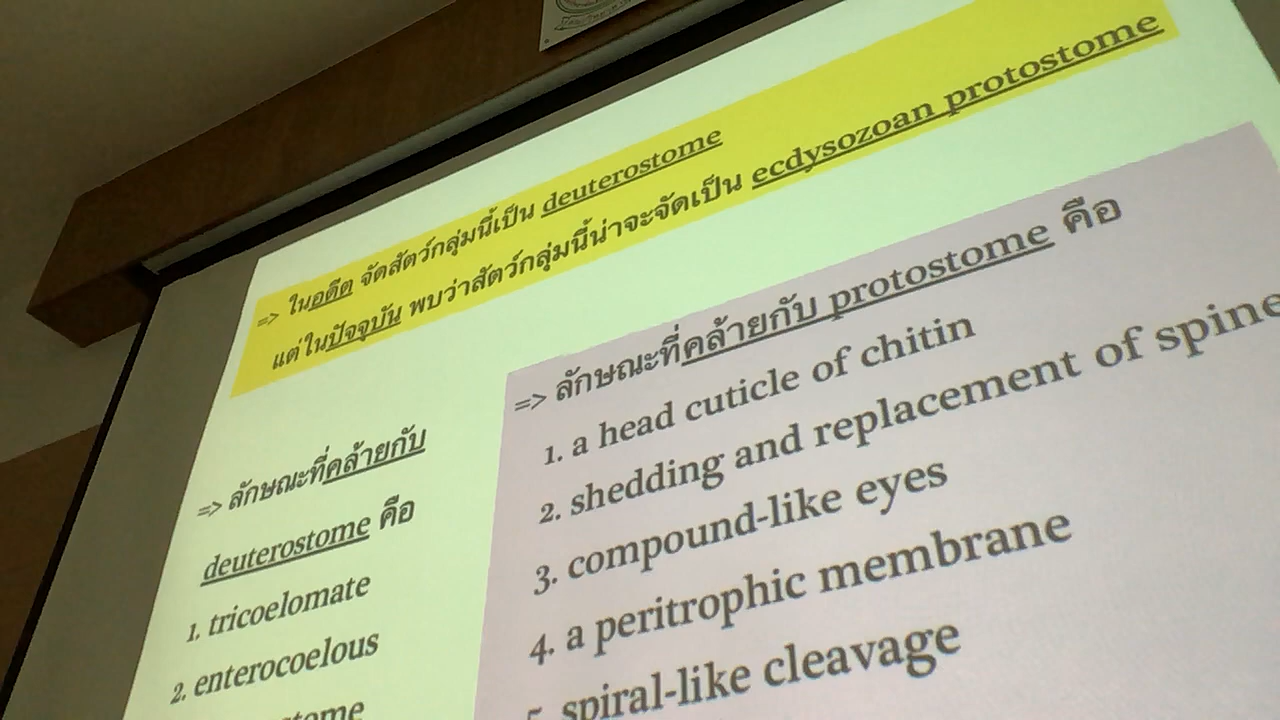 => ในอดีต จัดสัตว์กลุ่มนี้เป็น deuterostome
แต่ในปัจจุบัน พบว่าสัตว์กลุ่มนี้น่าจะจัดเป็น ecdysozoan protostome
=> ลักษณะที่คล้ายกับ
deuterostome คือ
1. tricoelomate
2. enterocoelous
=> ลักษณะที่คล้ายกับ protostome คือ
1. a head cuticle of chitin
2. shedding and replacement of spine
3. compound-like eyes
4. a peritrophic membrane
5. spiral-like cleavage